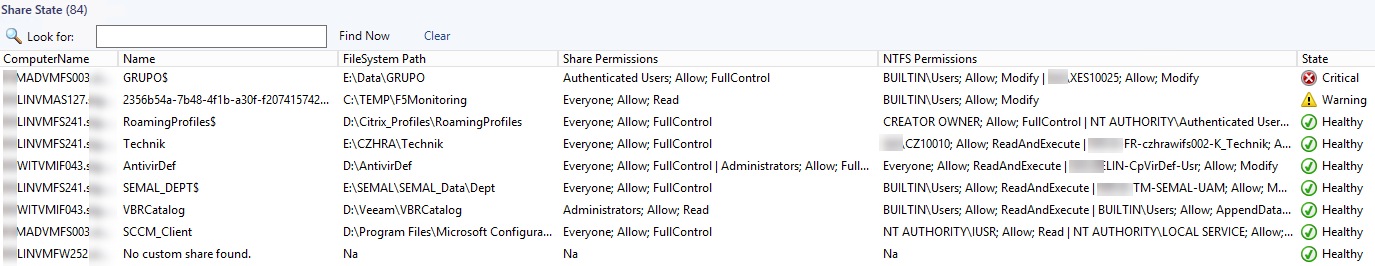 Share State (84)
Look for: Find Now Clear
ComputerName Name FileSystem Path Share Permissions NTFS Permissions State
MADVMFS003 GRUPO$ E:\Data\GRUPO Authenticated Users; Allow; FullControl BUILTIN\Users; Allow; Modify | XES10025; Allow; Modify Critical
LINVMAS127. 2356b54a-7b48-4f1b-a30f-f207415742... C:\TEMP\F5Monitoring Everyone; Allow; Read BUILTIN\Users; Allow; Modify Warning
LINVMFS241. RoamingProfiles$ D:\Citrix_Profiles\RoamingProfiles Everyone; Allow; FullControl CREATOR OWNER; Allow; FullControl | NT AUTHORITY\Authenticated User... Healthy
LINVMFS241. Technik E:\CZHRA\Technik Everyone; Allow; FullControl \CZ10010; Allow; ReadAndExecute | FR-czhrawifs002-K_Technik; A... Healthy
WITVMIF043. AntivirDef D:\AntivirDef Everyone; Allow; FullControl | Administrators; Allow; Full... Everyone; Allow; ReadAndExecute | ELIN-CpVirDef-Usr; Allow; Modify Healthy
LINVMFS241. SEMAL_DEPT$ E:\SEMAL\SEMAL_Data\Dept Everyone; Allow; FullControl BUILTIN\Users; Allow; ReadAndExecute | TM-SEMAL-UAM; Allow; M... Healthy
WITVMIF043. VBRCatalog D:\Veeam\VBRCatalog Administrators; Allow; Read BUILTIN\Users; Allow; ReadAndExecute | BUILTIN\Users; Allow; AppendData... Healthy
MADVMFS003 SCCM_Client D:\Program Files\Microsoft Configura... Everyone; Allow; FullControl NT AUTHORITY\IUSR; Allow; Read | NT AUTHORITY\LOCAL SERVICE; Allow;... Healthy
LINVMFW252 No custom share found. Na Na Na Healthy